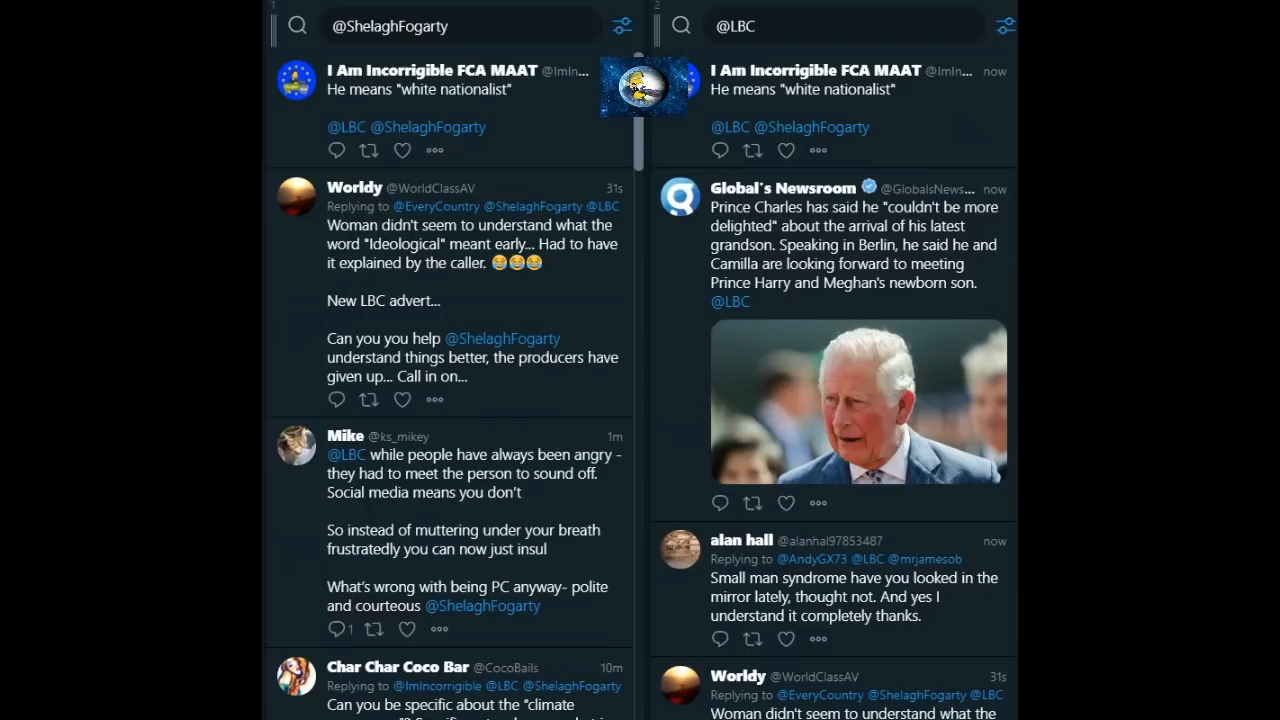 1
@ShelaghFogarty
I Am Incorrigible FCA MAAT @ImIn...
He means "white nationalist"
@LBC @ShelaghFogarty
Worldy @WorldClassAV 31s
Replying to @EveryCountry @ShelaghFogarty @LBC
Woman didn't seem to understand what the
word "Ideological" meant early... Had to have
it explained by the caller. 😂😂😂
New LBC advert...
Can you you help @ShelaghFogarty
understand things better, the producers have
given up... Call in on...
Mike @ks_mikey 1m
@LBC while people have always been angry -
they had to meet the person to sound off.
Social media means you don't
So instead of muttering under your breath
frustratedly you can now just insul
What's wrong with being PC anyway- polite
and courteous @ShelaghFogarty
1
Char Char Coco Bar @CocoBails 10m
Replying to @ImIncorrigible @LBC @ShelaghFogarty
Can you be specific about the "climate
2
@LBC
I Am Incorrigible FCA MAAT @ImIn... now
He means "white nationalist"
@LBC @ShelaghFogarty
Global's Newsroom @GlobalsNews... now
Prince Charles has said he "couldn't be more
delighted" about the arrival of his latest
grandson. Speaking in Berlin, he said he and
Camilla are looking forward to meeting
Prince Harry and Meghan's newborn son.
@LBC
alan hall @alanhal97853487 now
Replying to @AndyGX73 @LBC @mrjamesob
Small man syndrome have you looked in the
mirror lately, thought not. And yes I
understand it completely thanks.
Worldy @WorldClassAV 31s
Replying to @EveryCountry @ShelaghFogarty @LBC
Woman didn't seem to understand what the